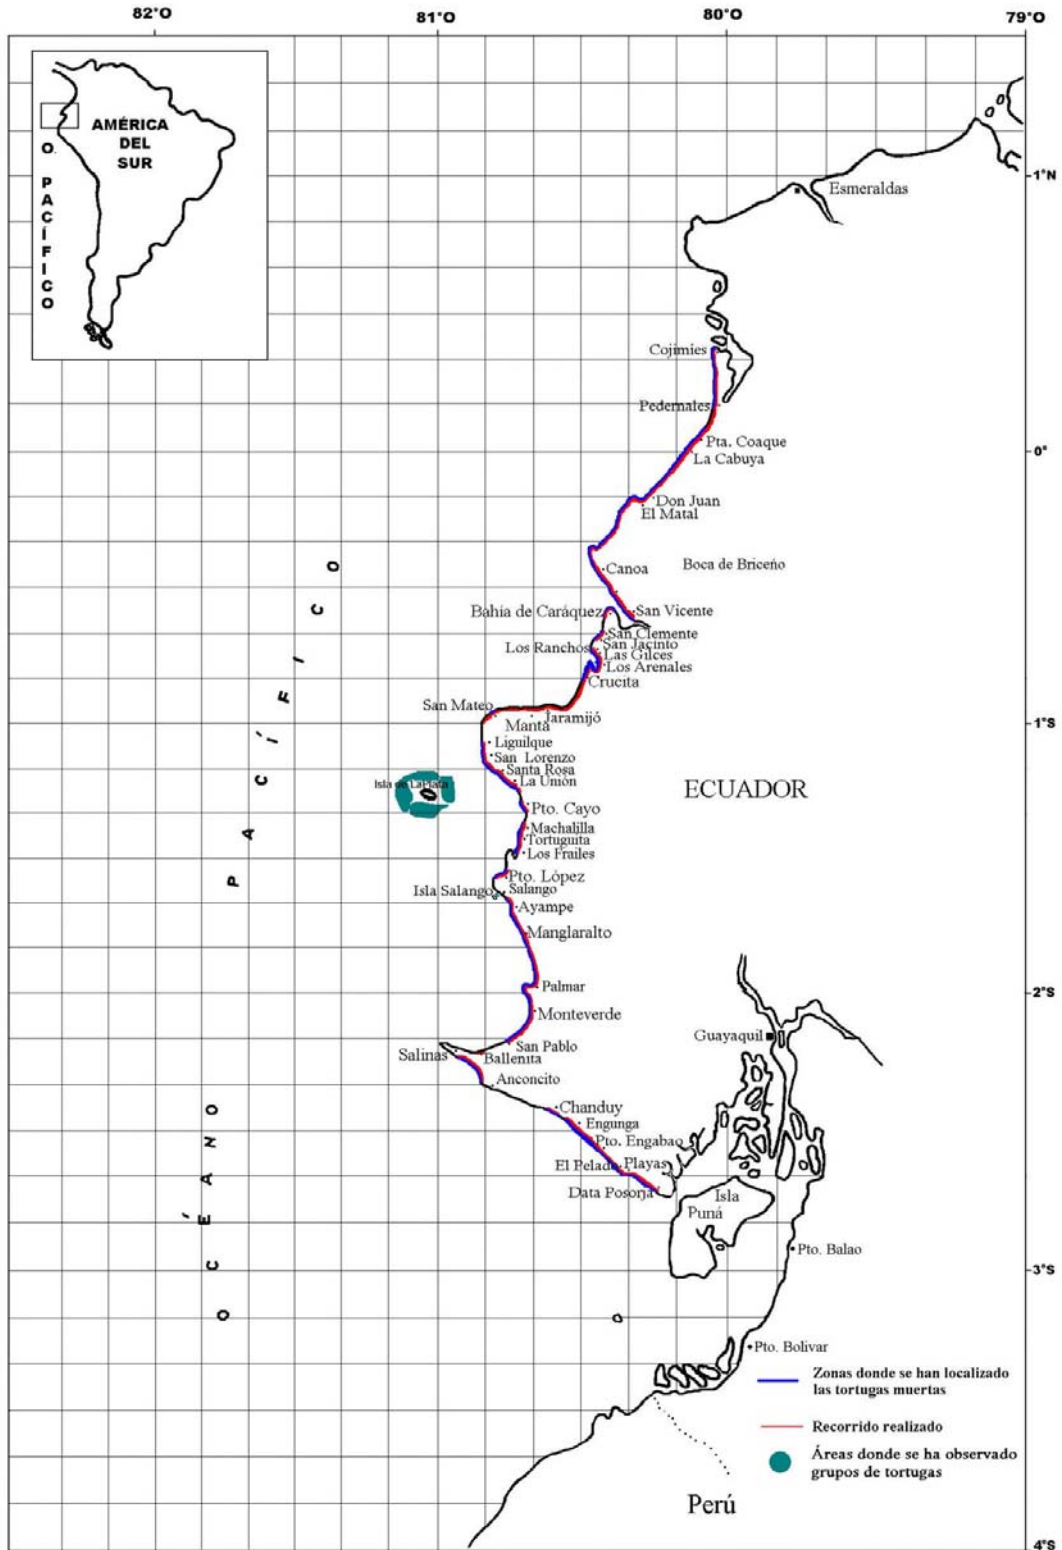 82°O
81°O
80°O
79°O
AMÉRICA
DEL
SUR
O. PACÍFICO
1°N
Esmeraldas
Cojimíes
Pedernales
Pta. Coaque
0°
La Cabuya
Don Juan
El Matal
Boca de Briceño
Canoa
Bahía de Caráquez
San Vicente
San Clemente
San Jacinto
Los Ranchos
Las Gilces
Los Arenales
Crucita
San Mateo
Jaramijó
1°S
Manta
Liguilque
San Lorenzo
Santa Rosa
La Unión
Isla de LaPlata
ECUADOR
Pto. Cayo
Machalilla
Tortuguita
Los Frailes
Pto. López
Isla Salango
Salango
Ayampe
Manglaralto
OCÉANO PACÍFICO
Palmar
2°S
Monteverde
Guayaquil
San Pablo
Salinas
Ballenita
Anconcito
Chanduy
Engunga
Pto. Engabao
El Pelado
Playas
Data Posorja
Isla
Puná
Pto. Balao
3°S
Pto. Bolivar
Zonas donde se han localizado
las tortugas muertas
Recorrido realizado
Áreas donde se ha observado
grupos de tortugas
Perú
4°S